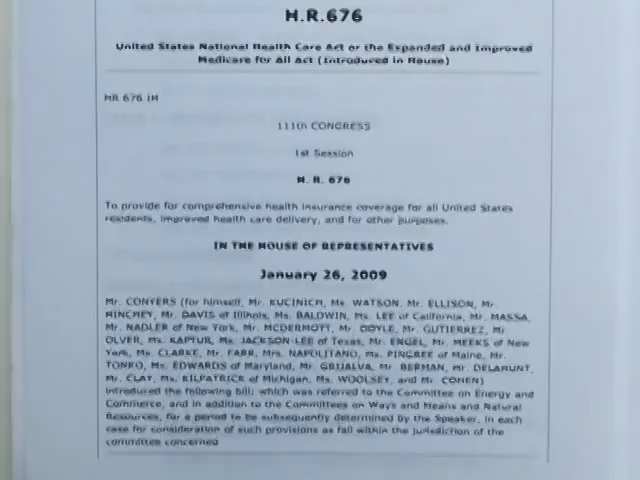 H.R.676
United States National Health Care Act or the Expanded and Improved
Medicare for All Act (Introduced in House)
HR 676 IH
111th CONGRESS
1st Session
H. R. 676
To provide for comprehensive health insurance coverage for all United States
residents, improved health care delivery, and for other purposes.
IN THE HOUSE OF REPRESENTATIVES
January 26, 2009
Mr. CONYERS (for himself, Mr. KUCINICH, Ms. WATSON, Mr. ELLISON, Mr.
HINCHEY, Mr. DAVIS of Illinois, Ms. BALDWIN, Ms. LEE of California, Mr. MASSA,
Mr. NADLER of New York, Mr. MCDERMOTT, Mr. DOYLE, Mr. GUTIERREZ, Mr.
OLVER, Ms. KAPTUR, Ms. JACKSON-LEE of Texas, Mr. ENGEL, Mr. MEEKS of New
York, Ms. CLARKE, Mr. FARR, Mrs. NAPOLITANO, Ms. PINGREE of Maine, Mr.
TONKO, Ms. EDWARDS of Maryland, Mr. GRIJALVA, Mr. BERMAN, Mr. DELAHUNT,
Mr. CLAY, Ms. KILPATRICK of Michigan, Ms. WOOLSEY, and Mr. COHEN)
introduced the following bill; which was referred to the Committee on Energy and
Commerce, and in addition to the Committees on Ways and Means and Natural
Resources, for a period to be subsequently determined by the Speaker, in each
case for consideration of such provisions as fall within the jurisdiction of the
committee concerned